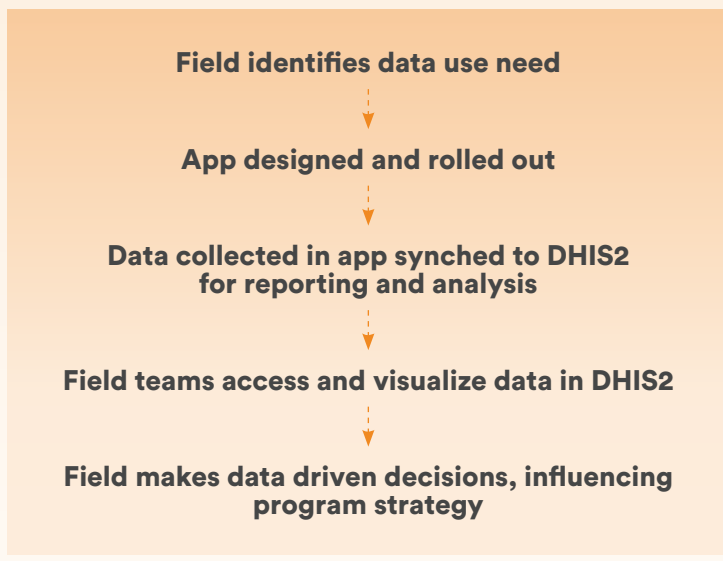 Field identifies data use need
App designed and rolled out
Data collected in app synched to DHIS2
for reporting and analysis
Field teams access and visualize data in DHIS2
Field makes data driven decisions, influencing
program strategy